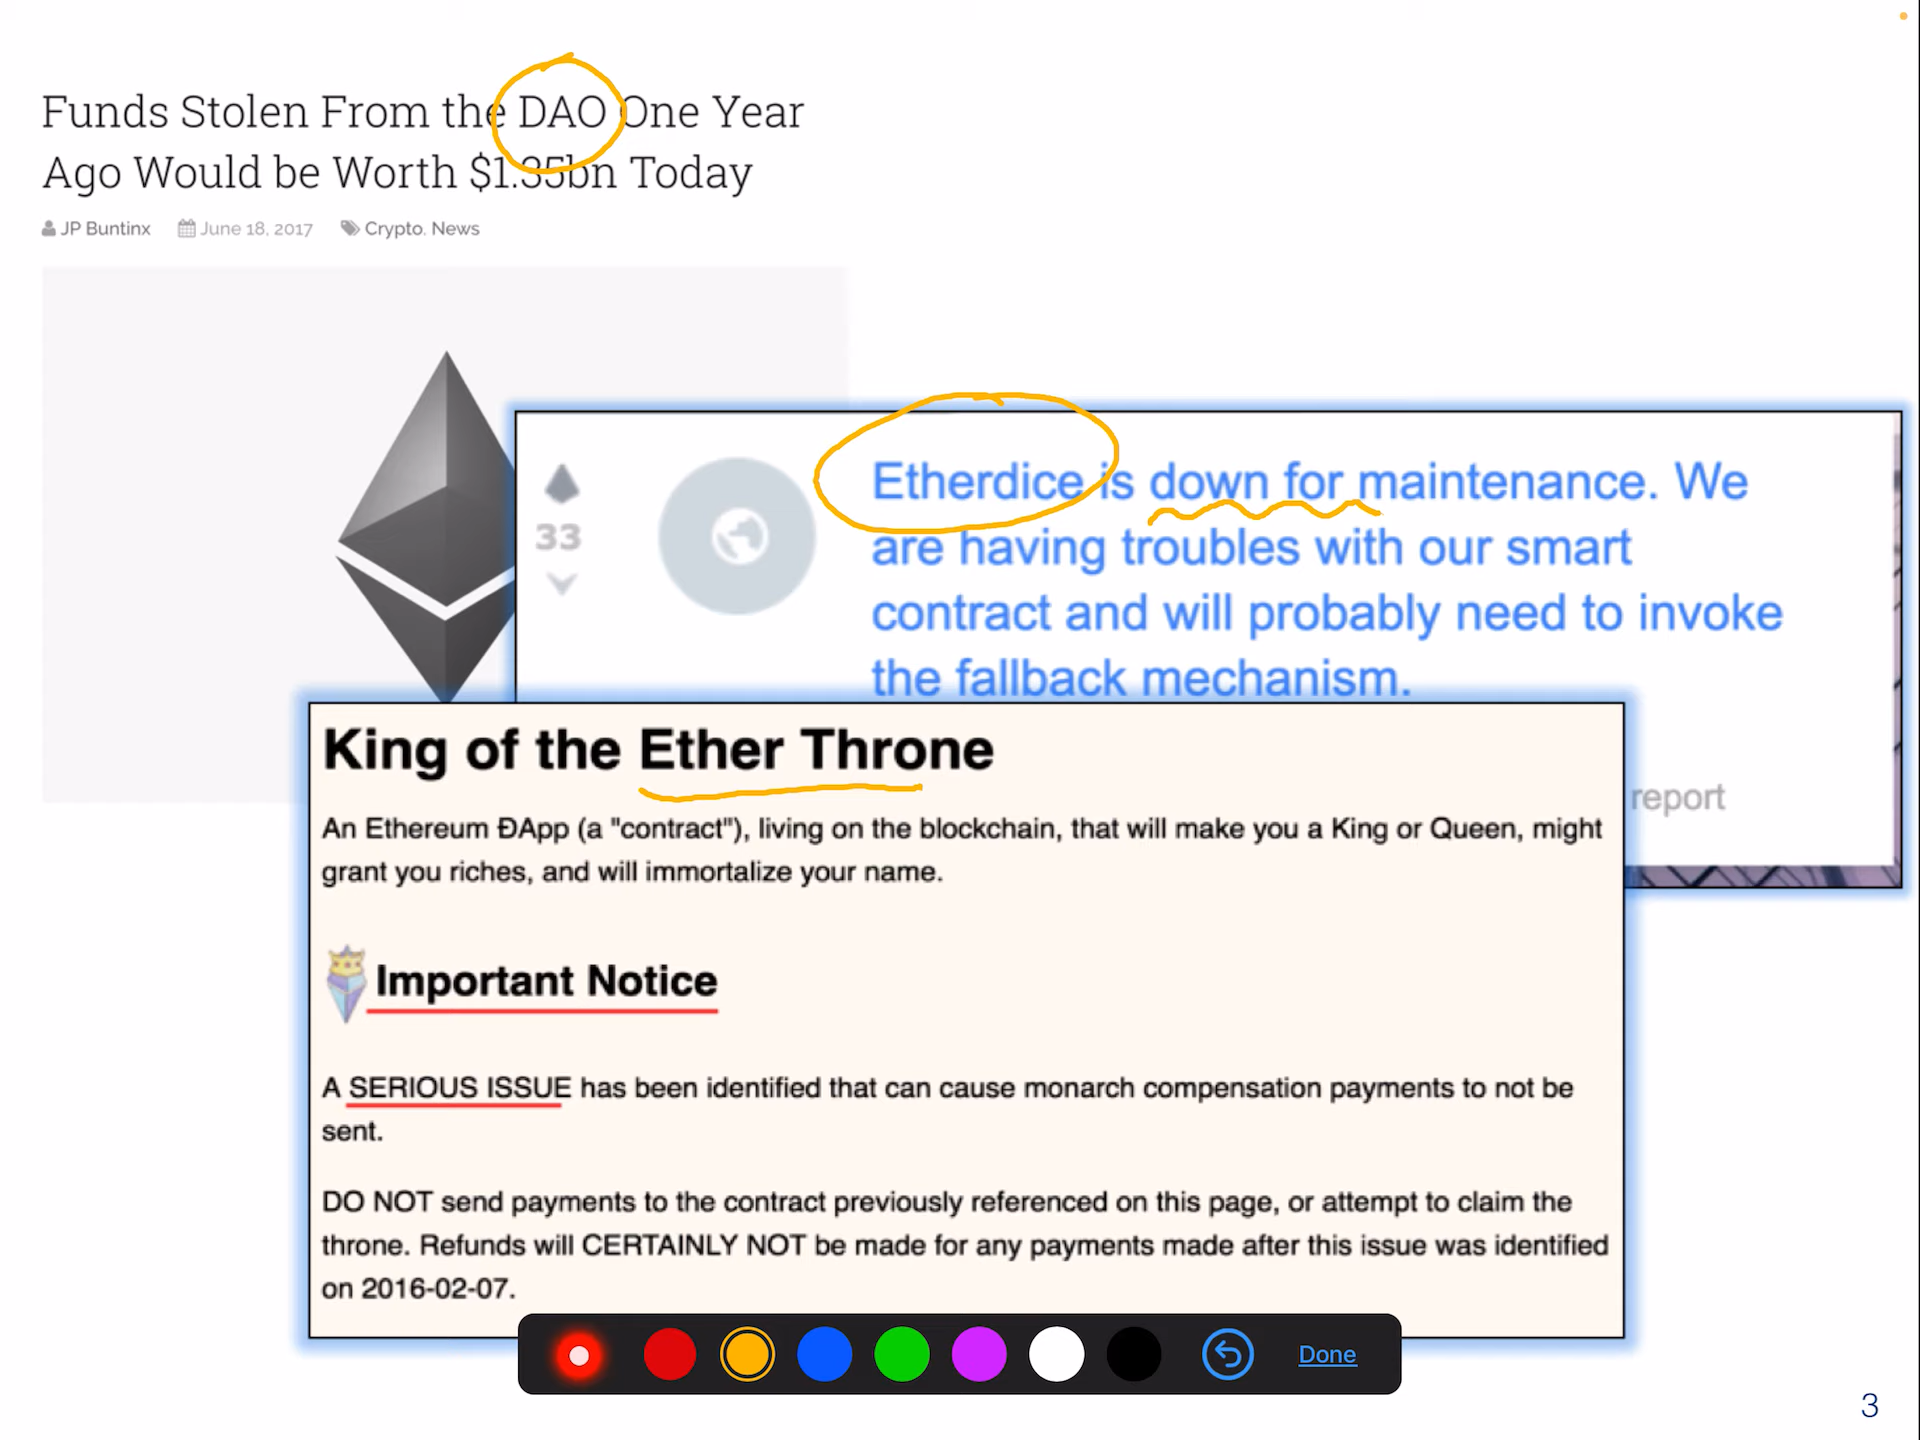 Funds Stolen From the DAO One Year
Ago Would be Worth $1.35bn Today
JP Buntinx June 18, 2017 Crypto. News
33
Etherdice is down for maintenance. We
are having troubles with our smart
contract and will probably need to invoke
the fallback mechanism.
report
King of the Ether Throne
An Ethereum ÐApp (a "contract"), living on the blockchain, that will make you a King or Queen, might
grant you riches, and will immortalize your name.
Important Notice
A SERIOUS ISSUE has been identified that can cause monarch compensation payments to not be
sent.
DO NOT send payments to the contract previously referenced on this page, or attempt to claim the
throne. Refunds will CERTAINLY NOT be made for any payments made after this issue was identified
on 2016-02-07.
Done
3